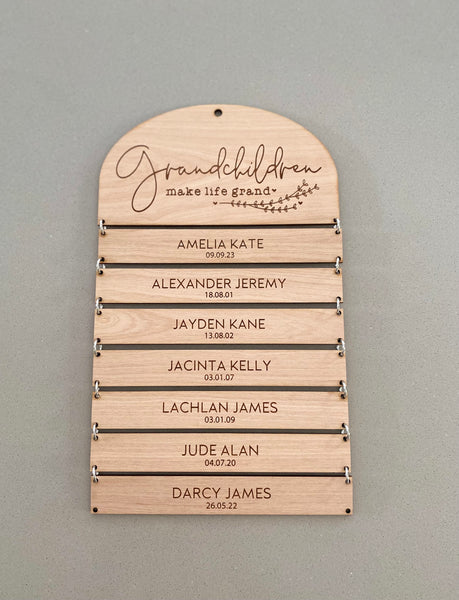 Grandchildren
make life grand
AMELIA KATE
09.09.23
ALEXANDER JEREMY
18.08.01
JAYDEN KANE
13.08.02
JACINTA KELLY
03.01.07
LACHLAN JAMES
03.01.09
JUDE ALAN
04.07.20
DARCY JAMES
26.05.22